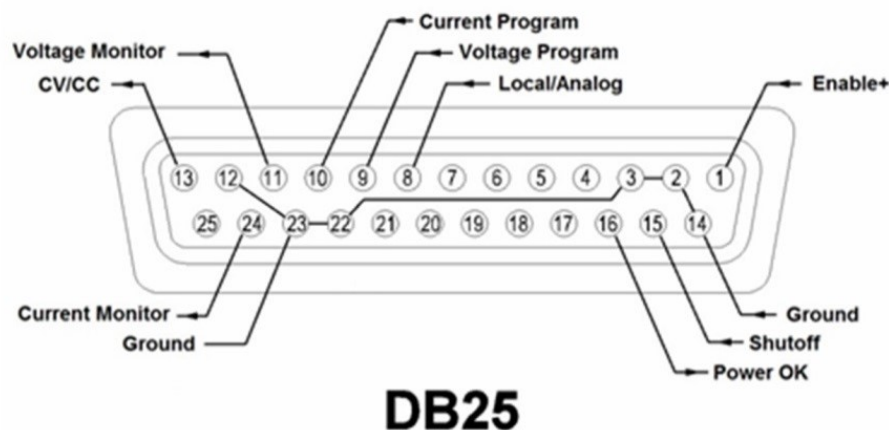 Current Program
Voltage Monitor
Voltage Program
CV/CC
Local/Analog
Enable+
13 12 11 10 9 8 7 6 5 4 3 2 1
25 24 23 22 21 20 19 18 17 16 15 14
Current Monitor
Ground
Ground
Shutoff
Power OK
DB25